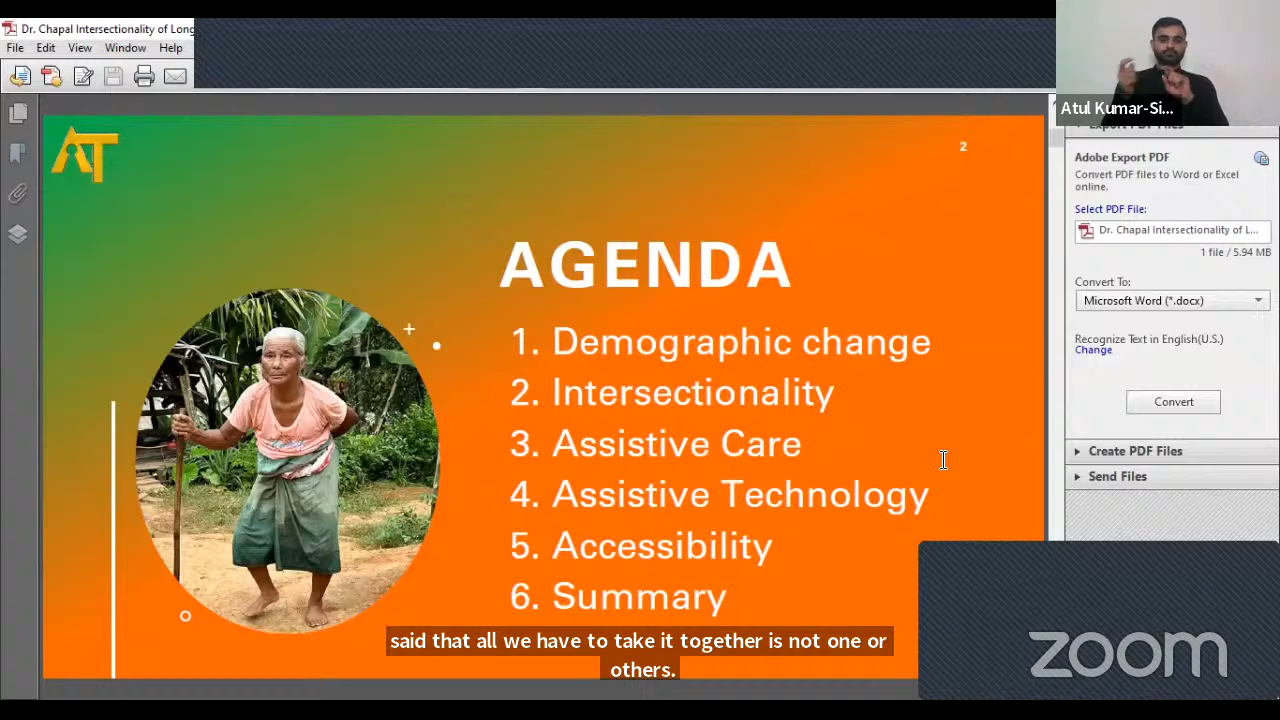 Dr. Chapal Intersectionality of Long
File Edit View Window Help
Atul Kumar-Si...
AT
2
AGENDA
1. Demographic change
2. Intersectionality
3. Assistive Care
4. Assistive Technology
5. Accessibility
6. Summary
said that all we have to take it together is not one or
others.
Export PDF Files
Adobe Export PDF
Convert PDF files to Word or Excel
online.
Select PDF File:
Dr. Chapal Intersectionality of L...
1 file / 5.94 MB
Convert To:
Microsoft Word (*.docx)
Recognize Text in English(U.S.)
Change
Convert
Create PDF Files
Send Files
zoom